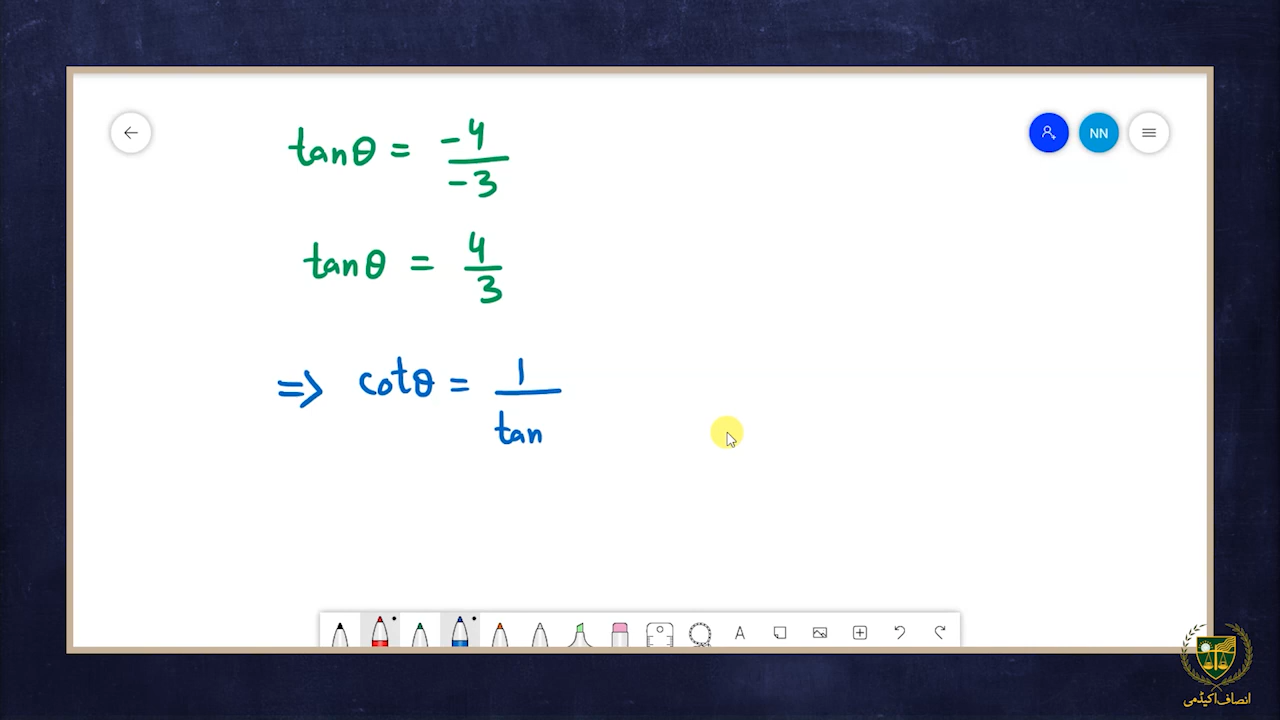 tanθ = -4/-3
NN
tanθ = 4/3
=> cotθ = 1/tan
A
انصاف اکیڈمی